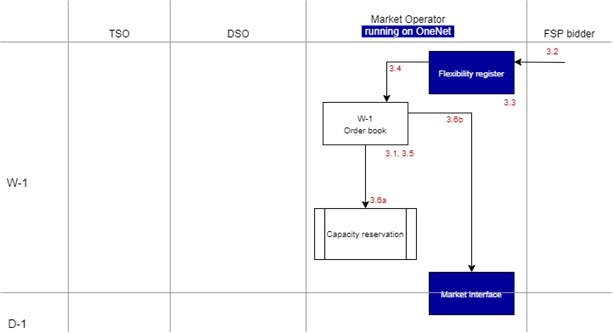 TSO
DSO
Market Operator
running on OneNet
FSP bidder
3.2
Flexibility register
3.4
3.3
W-1
Order book
3.6b
3.1, 3.5
W-1
3.6a
Capacity reservation
Market Interface
D-1